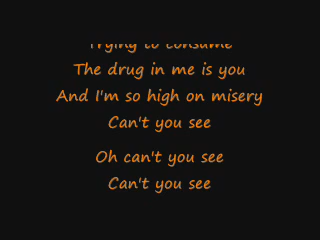 Trying to consume
The drug in me is you
And I'm so high on misery
Can't you see
Oh can't you see
Can't you see